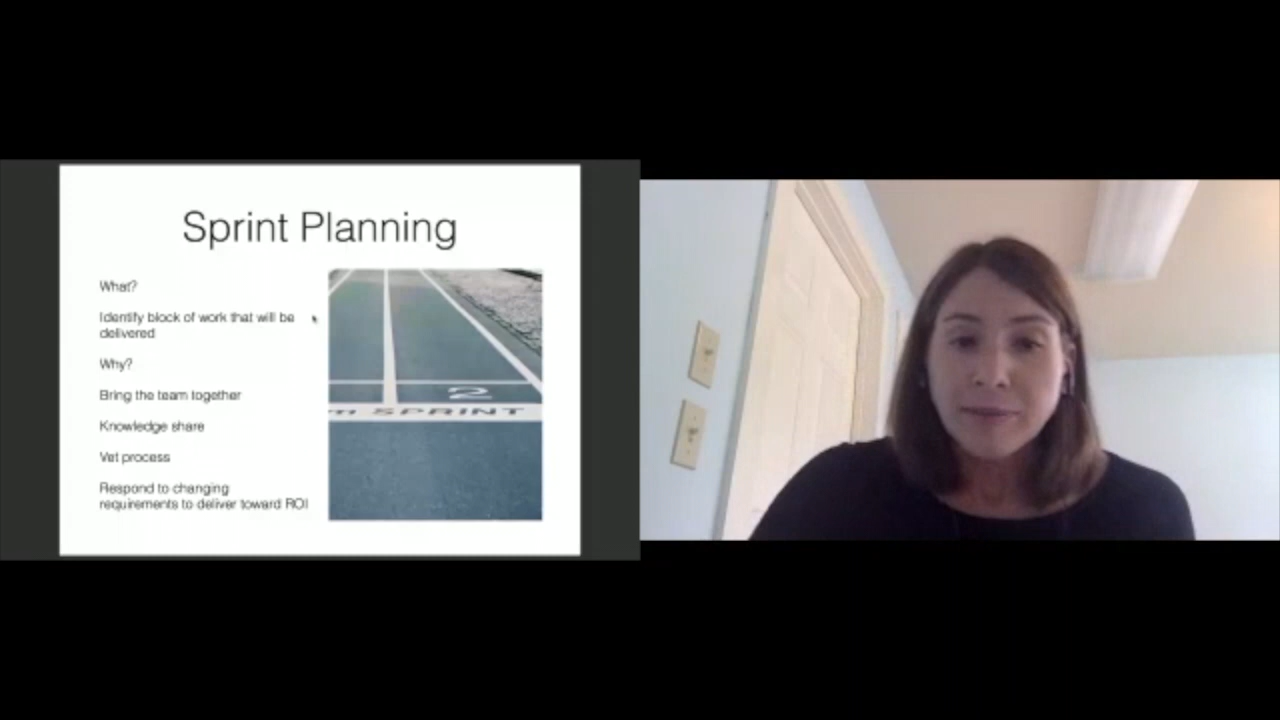 Sprint Planning
What?
Identify block of work that will be
delivered
Why?
Bring the team together
Knowledge share
Vet process
Respond to changing
requirements to deliver toward ROI
2
m SPRINT